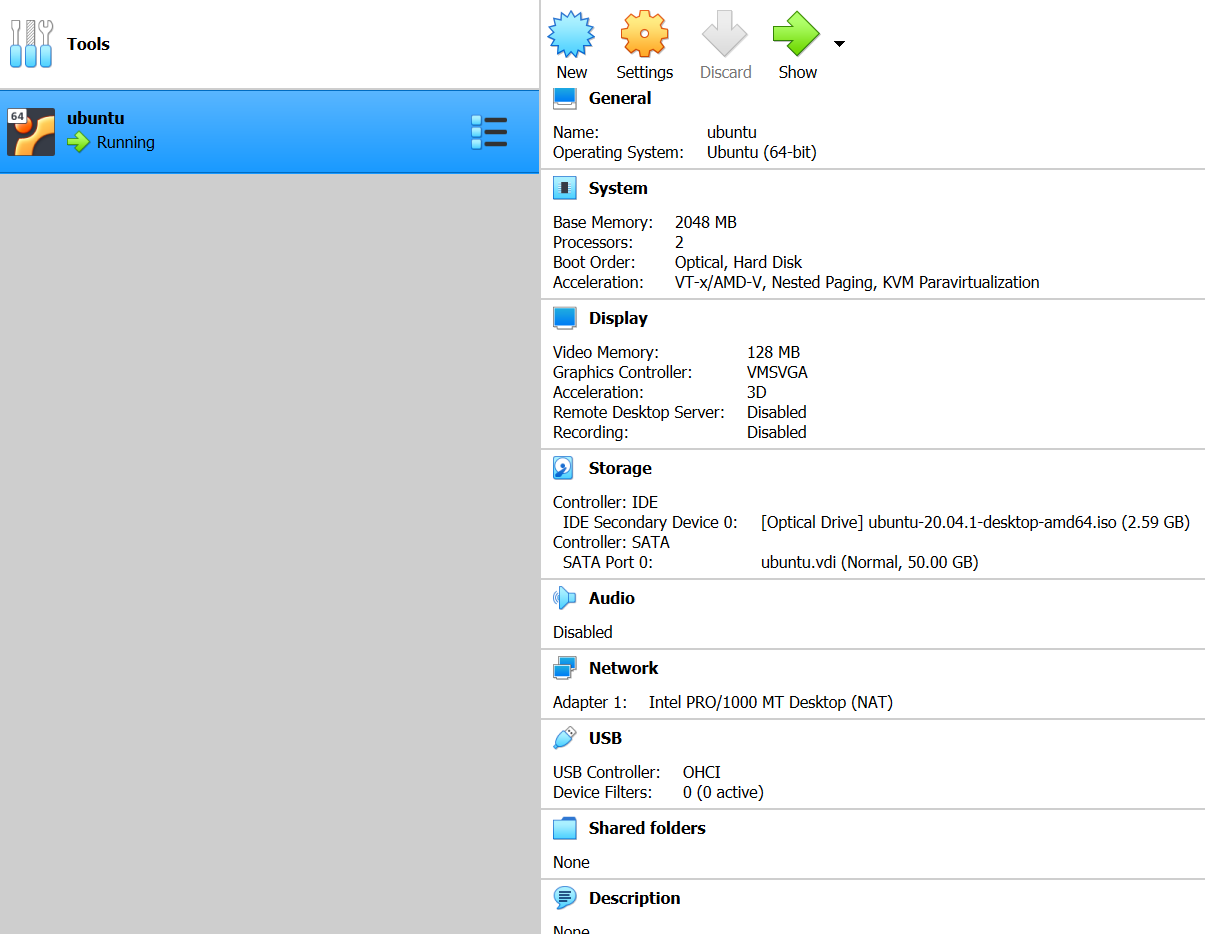 Tools
64
ubuntu
Running
New Settings Discard Show
General
Name: ubuntu
Operating System: Ubuntu (64-bit)
System
Base Memory: 2048 MB
Processors: 2
Boot Order: Optical, Hard Disk
Acceleration: VT-x/AMD-V, Nested Paging, KVM Paravirtualization
Display
Video Memory: 128 MB
Graphics Controller: VMSVGA
Acceleration: 3D
Remote Desktop Server: Disabled
Recording: Disabled
Storage
Controller: IDE
IDE Secondary Device 0: [Optical Drive] ubuntu-20.04.1-desktop-amd64.iso (2.59 GB)
Controller: SATA
SATA Port 0: ubuntu.vdi (Normal, 50.00 GB)
Audio
Disabled
Network
Adapter 1: Intel PRO/1000 MT Desktop (NAT)
USB
USB Controller: OHCI
Device Filters: 0 (0 active)
Shared folders
None
Description
None